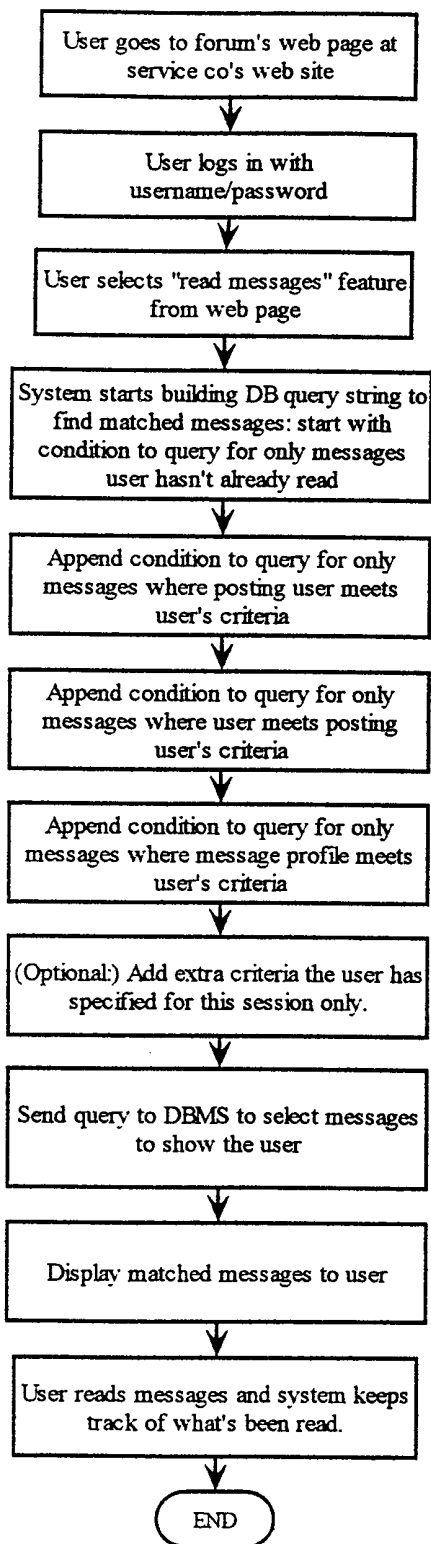 User goes to forum's web page at
service co's web site
User logs in with
username/password
User selects "read messages" feature
from web page
System starts building DB query string to
find matched messages: start with
condition to query for only messages
user hasn't already read
Append condition to query for only
messages where posting user meets
user's criteria
Append condition to query for only
messages where user meets posting
user's criteria
Append condition to query for only
messages where message profile meets
user's criteria
(Optional:) Add extra criteria the user has
specified for this session only.
Send query to DBMS to select messages
to show the user
Display matched messages to user
User reads messages and system keeps
track of what's been read.
END